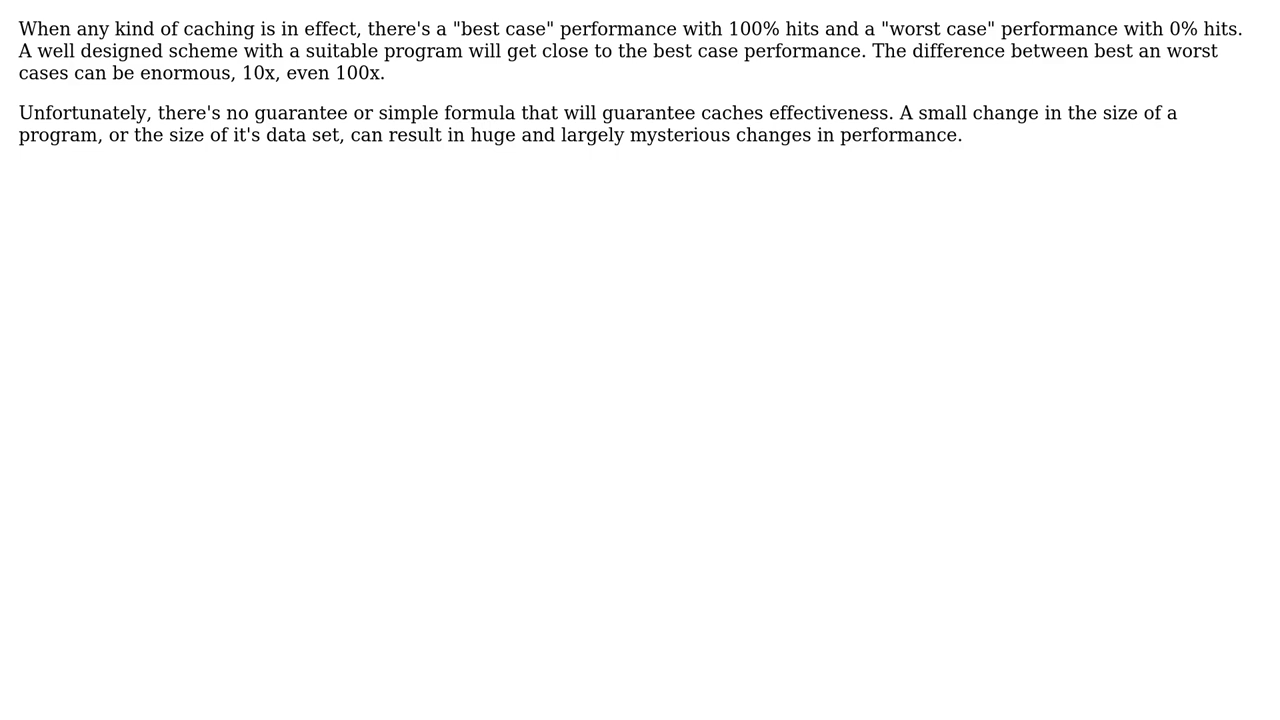 When any kind of caching is in effect, there's a "best case" performance with 100% hits and a "worst case" performance with 0% hits.
A well designed scheme with a suitable program will get close to the best case performance. The difference between best an worst
cases can be enormous, 10x, even 100x.
Unfortunately, there's no guarantee or simple formula that will guarantee caches effectiveness. A small change in the size of a
program, or the size of it's data set, can result in huge and largely mysterious changes in performance.